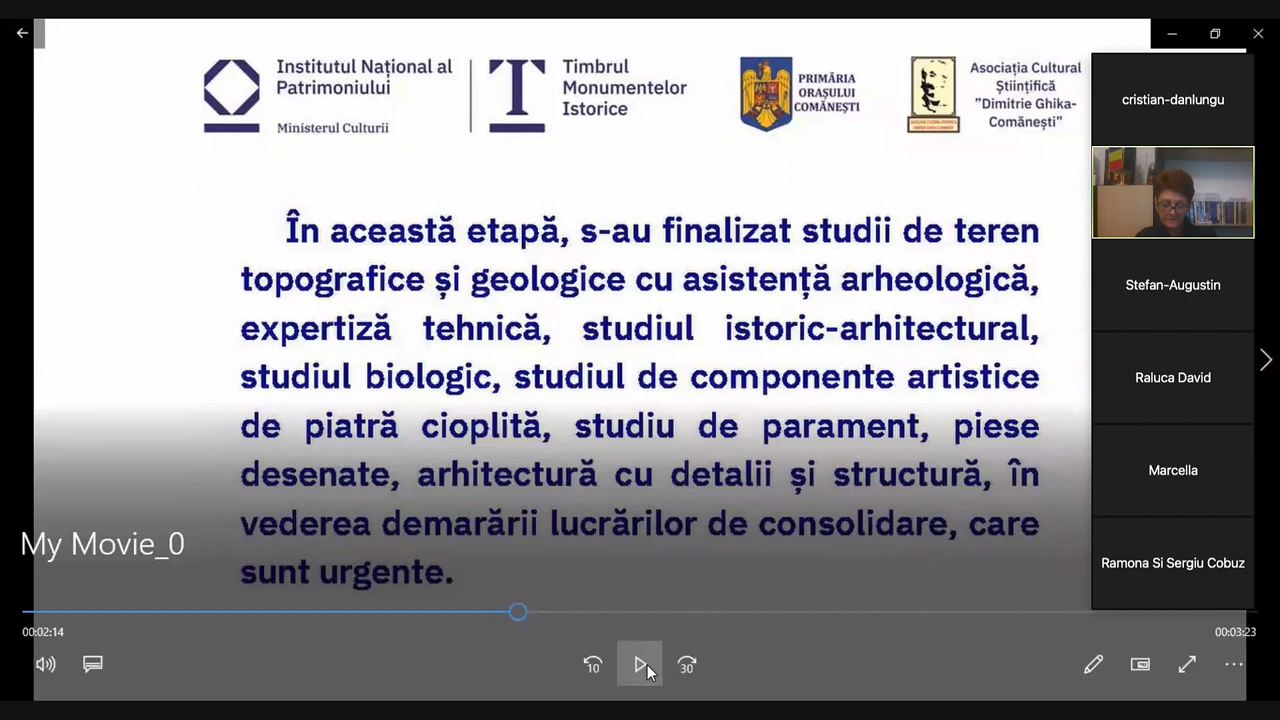 Institutul Național al
Patrimoniului
Ministerul Culturii
Timbrul
Monumentelor
Istorice
PRIMĂRIA
ORAȘULUI
COMĂNEȘTI
Asociația Cultural
Științifică
”Dimitrie Ghika-
Comănești”
În această etapă, s-au finalizat studii de teren
topografice și geologice cu asistență arheologică,
expertiză tehnică, studiul istoric-arhitectural,
studiul biologic, studiul de componente artistice
de piatră cioplită, studiu de parament, piese
desenate, arhitectură cu detalii și structură, în
vederea demarării lucrărilor de consolidare, care
sunt urgente.
cristian-danlungu
Stefan-Augustin
Raluca David
Marcella
Ramona Si Sergiu Cobuz
My Movie_0
00:02:14
00:03:23
10
30